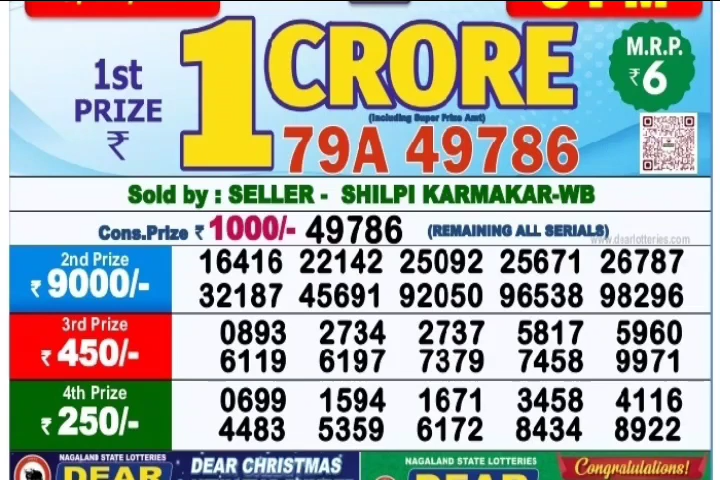 1st
PRIZE
₹
1 CRORE
(Including Super Prize Amt)
79A 49786
M.R.P.
₹6
Sold by : SELLER - SHILPI KARMAKAR-WB
Cons.Prize ₹ 1000/- 49786 (REMAINING ALL SERIALS)
www.dearlotteries.com
2nd Prize
₹ 9000/-
16416 22142 25092 25671 26787
32187 45691 92050 96538 98296
3rd Prize
₹ 450/-
0893 2734 2737 5817 5960
6119 6197 7379 7458 9971
4th Prize
₹ 250/-
0699 1594 1671 3458 4116
4483 5359 6172 8434 8922
NAGALAND STATE LOTTERIES
DEAR
DEAR CHRISTMAS
NAGALAND STATE LOTTERIES
DEAR
Congratulations!